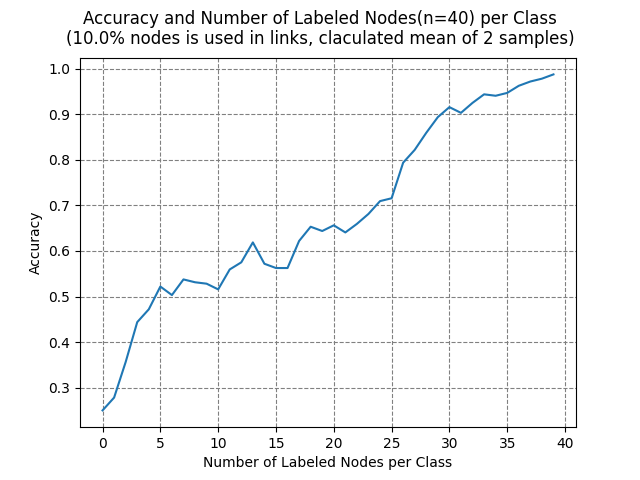 Accuracy and Number of Labeled Nodes(n=40) per Class
(10.0% nodes is used in links, claculated mean of 2 samples)
1.0
0.9
0.8
0.7
0.6
0.5
0.4
0.3
Accuracy
0 5 10 15 20 25 30 35 40
Number of Labeled Nodes per Class